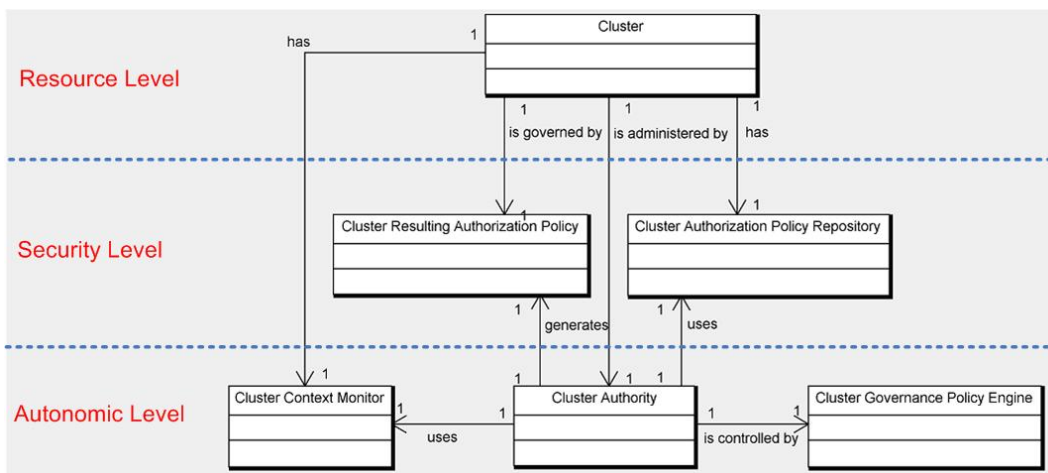 Cluster
1
has
Resource Level
1
1
1
is governed by
is administered by
has
1
1
Cluster Resulting Authorization Policy
Cluster Authorization Policy Repository
Security Level
1
generates
1
uses
1
1
1
1
Cluster Context Monitor
Cluster Authority
Cluster Governance Policy Engine
Autonomic Level
1
1
1
1
uses
is controlled by